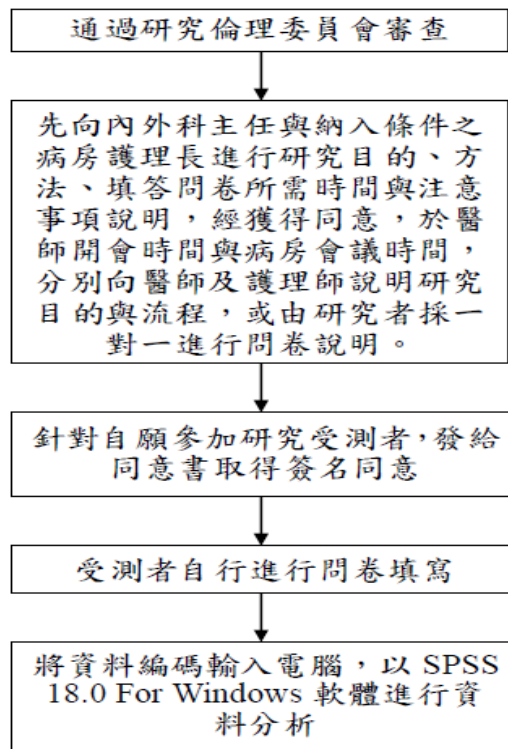 通過研究倫理委員會審查
先向內外科主任與納入條件之
病房護理長進行研究目的、方
法、填答問卷所需時間與注意
事項說明，經獲得同意，於醫
師開會時間與病房會議時間，
分別向醫師及護理師說明研究
目的與流程，或由研究者採一
對一進行問卷說明。
針對自願參加研究受測者，發給
同意書取得簽名同意
受測者自行進行問卷填寫
將資料編碼輸入電腦，以 SPSS
18.0 For Windows 軟體進行資
料分析